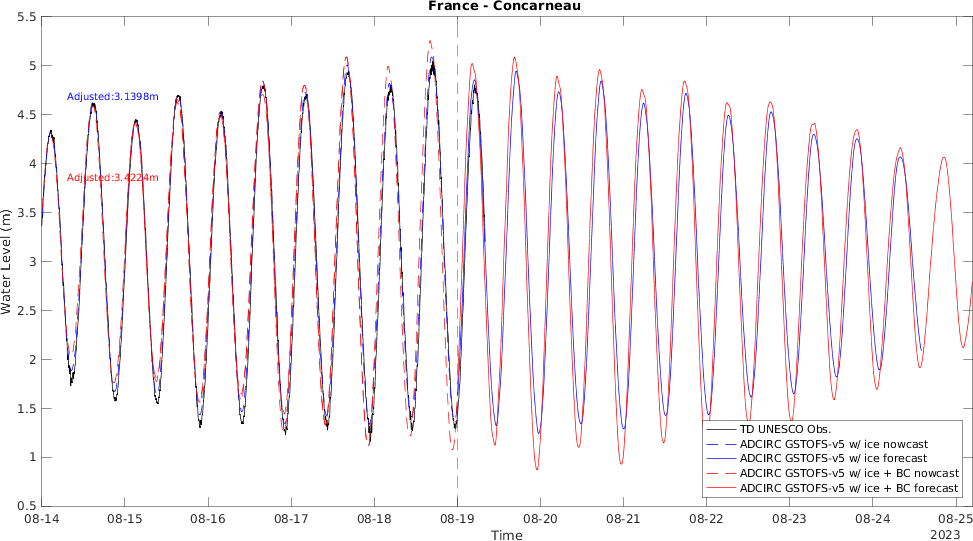 France - Concarneau
5.5
5
4.5
4
3.5
3
2.5
2
1.5
1
0.5
Water Level (m)
Adjusted:3.1398m
Adjusted:3.4224m
TD UNESCO Obs.
ADCIRC GSTOFS-v5 w/ ice nowcast
ADCIRC GSTOFS-v5 w/ ice forecast
ADCIRC GSTOFS-v5 w/ ice + BC nowcast
ADCIRC GSTOFS-v5 w/ ice + BC forecast
08-14 08-15 08-16 08-17 08-18 08-19 08-20 08-21 08-22 08-23 08-24 08-25
Time
2023